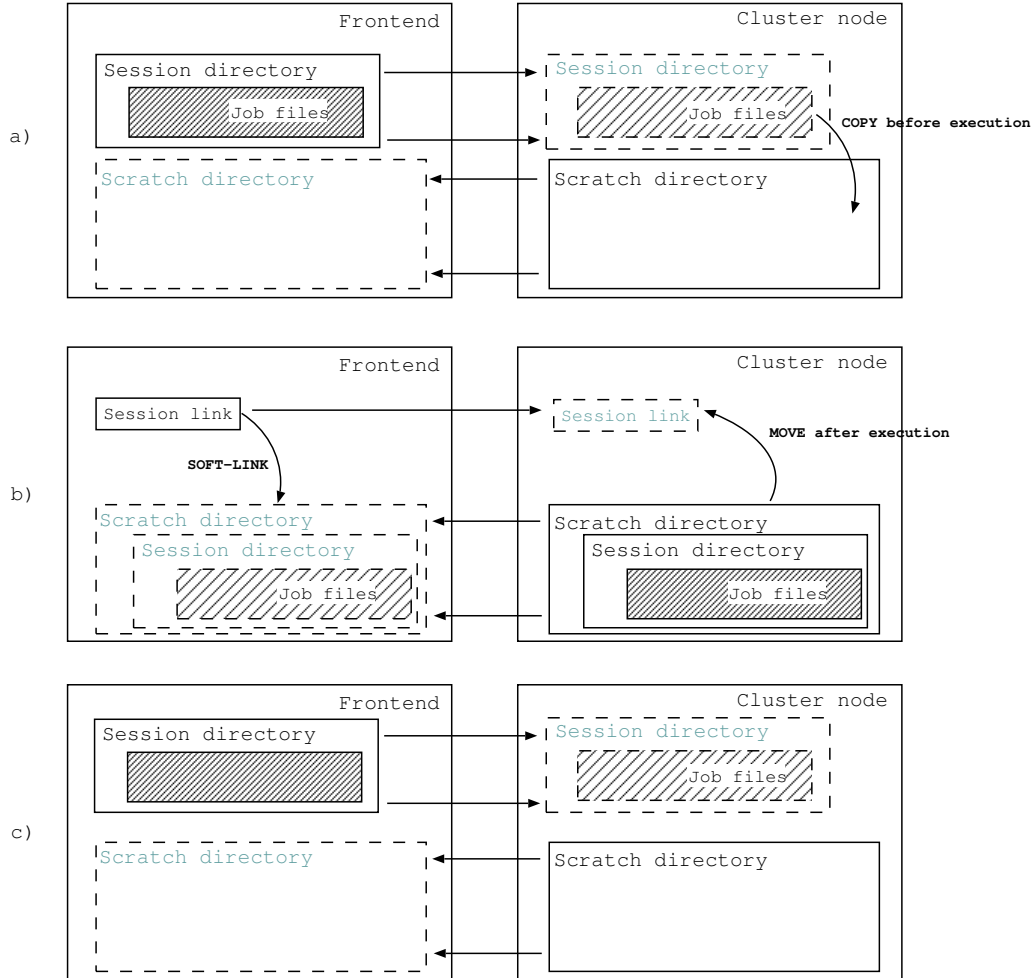 a)
Frontend
Session directory
Job files
Scratch directory
Cluster node
Session directory
Job files
COPY before execution
Scratch directory
b)
Frontend
Session link
SOFT-LINK
Scratch directory
Session directory
Job files
Cluster node
Session link
MOVE after execution
Scratch directory
Session directory
Job files
c)
Frontend
Session directory
Scratch directory
Cluster node
Session directory
Job files
Scratch directory